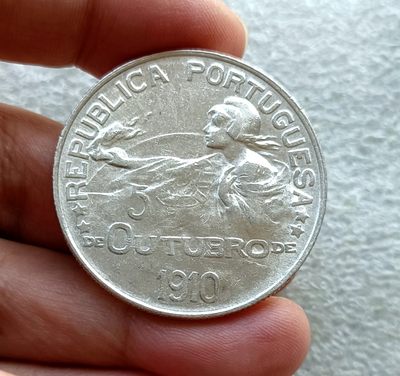 REPUBLICA PORTUGUESA
5
DE OUTUBRO DE
1910